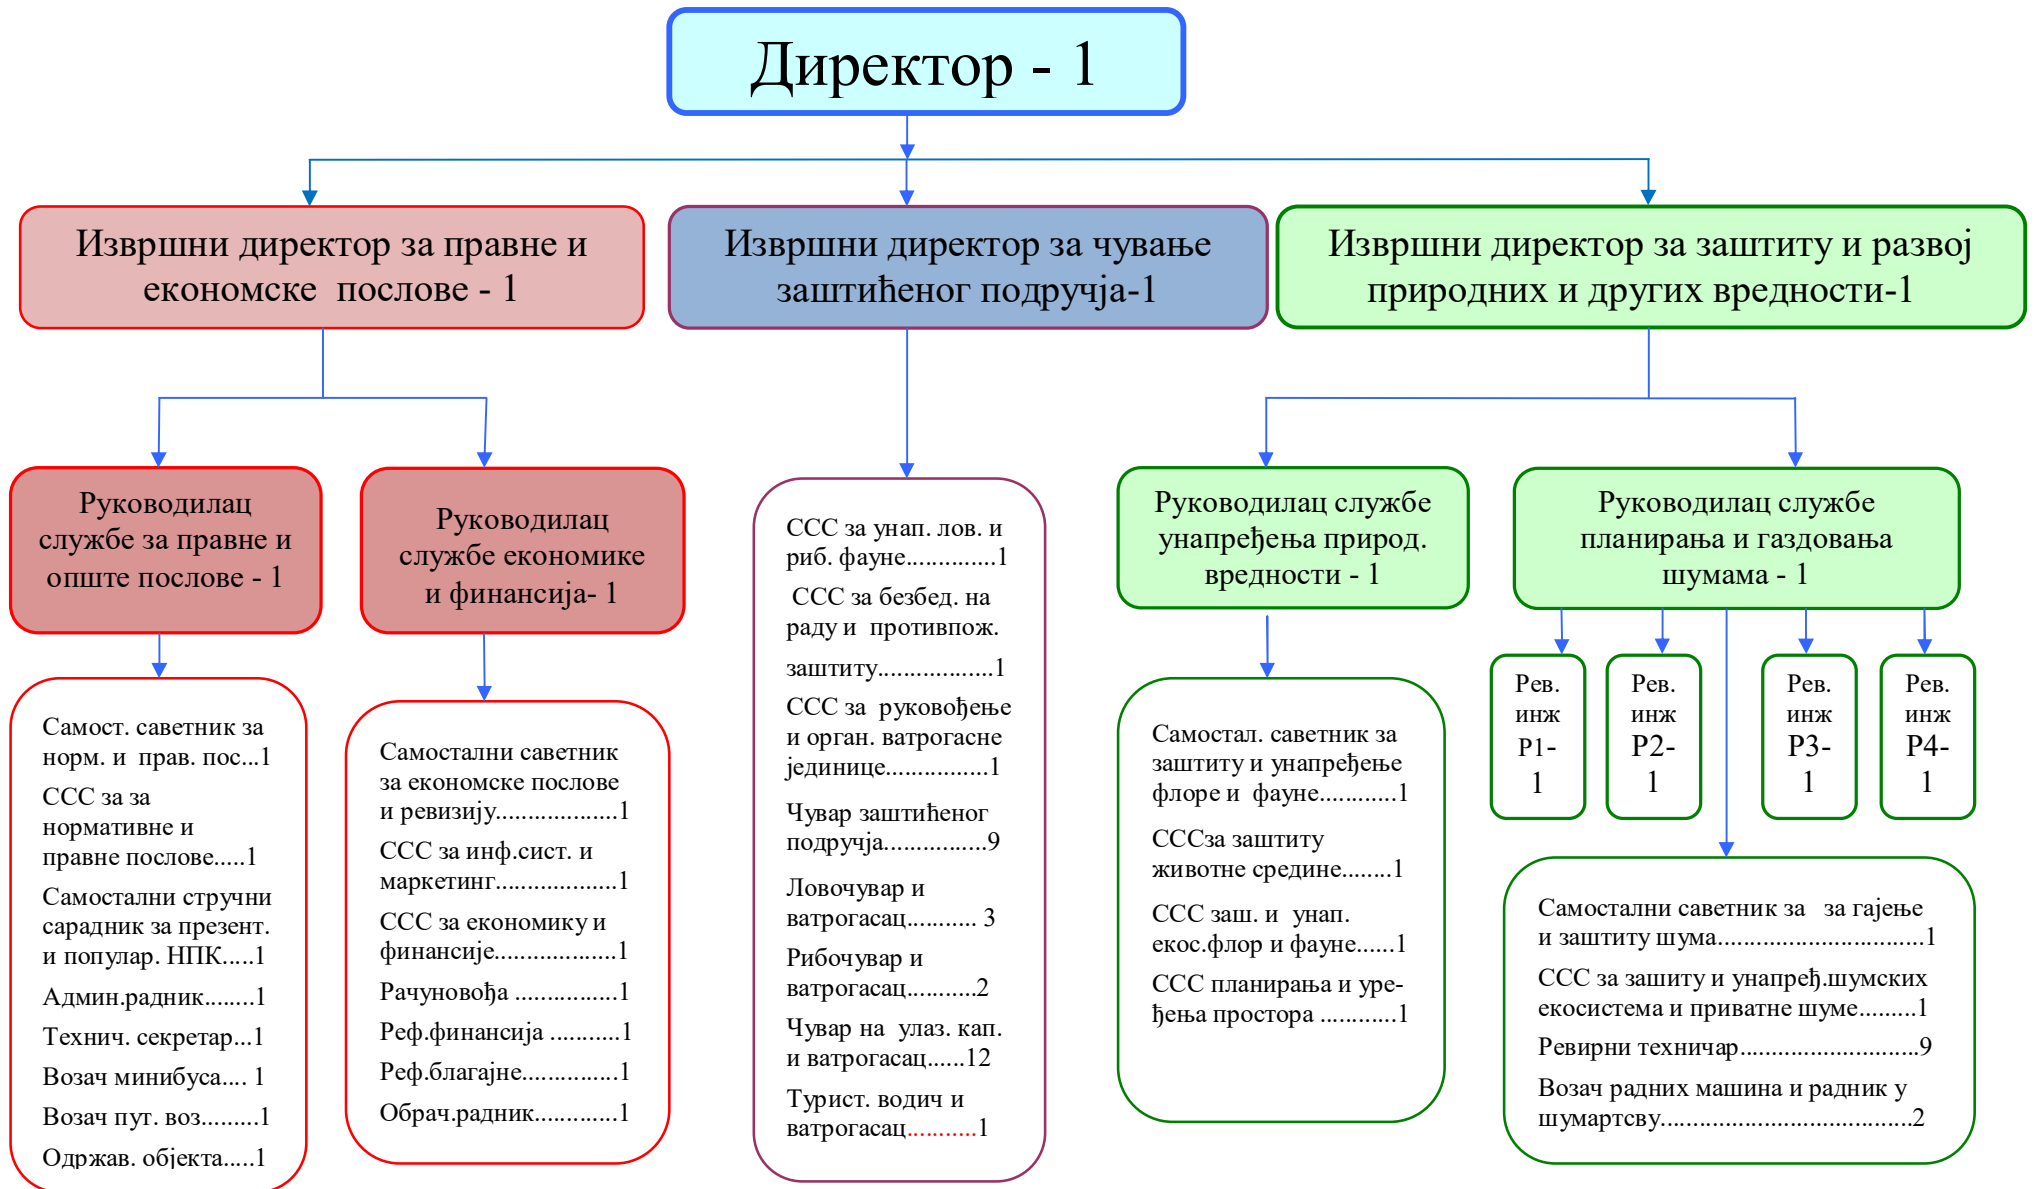 Директор - 1
Извршни директор за правне и
економске послове - 1
Извршни директор за чување
заштићеног подручја-1
Извршни директор за заштиту и развој
природних и других вредности-1
Руководилац
службе за правне и
опште послове - 1
Руководилац
службе економике
и финансија- 1
Руководилац службе
унапређења природ.
вредности - 1
Руководилац службе
планирања и газдовања
шумама - 1
Самост. саветник за
норм. и прав. пос...1
ССС за за
нормативне и
правне послове.....1
Самостални стручни
сарадник за презент.
и популар. НПК.....1
Админ.радник........1
Технич. секретар...1
Возач минибуса.... 1
Возач пут. воз.........1
Одржав. објекта.....1
Самостални саветник
за економске послове
и ревизију...................1
ССС за инф.сист. и
маркетинг...................1
ССС за економику и
финансије...................1
Рачуновођа ................1
Реф.финансија ...........1
Реф.благајне...............1
Обрач.радник.............1
ССС за унап. лов. и
риб. фауне..............1
ССС за безбед. на
раду и противпож.
заштиту..................1
ССС за руковођење
и орган. ватрогасне
јединице................1
Чувар заштићеног
подручја................9
Ловочувар и
ватрогасац........... 3
Рибочувар и
ватрогасац...........2
Чувар на улаз. кап.
и ватрогасац......12
Турист. водич и
ватрогасац...........1
Самостал. саветник за
заштиту и унапређење
флоре и фауне............1
СССза заштиту
животне средине........1
ССС заш. и унап.
екос.флор и фауне......1
ССС планирања и уре-
ђења простора ............1
Рев.
инж
Р1-
1
Рев.
инж
Р2-
1
Рев.
инж
Р3-
1
Рев.
инж
Р4-
1
Самостални саветник за за гајење
и заштиту шума.................................1
ССС за зашиту и унапређ.шумских
екосистема и приватне шуме.........1
Ревирни техничар............................9
Возач радних машина и радник у
шумартсву........................................2